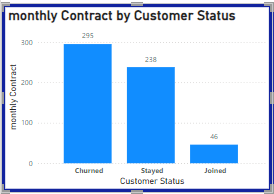 monthly Contract by Customer Status
monthly Contract
300
200
100
0
295
238
46
Churned
Stayed
Joined
Customer Status